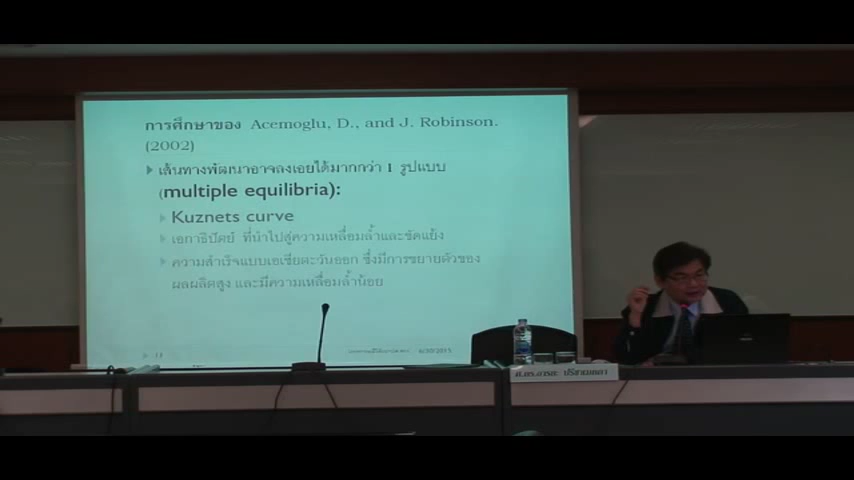 การศึกษาของ Acemoglu, D., and J. Robinson.
(2002)
เส้นทางพัฒนาอาจลงเอยได้มากกว่า 1 รูปแบบ
(multiple equilibria):
Kuznets curve
เอกาธิปัตย์ ที่นำไปสู่ความเหลื่อมล้ำและขัดแย้ง
ความสำเร็จแบบเอเชียตะวันออก ซึ่งมีการขยายตัวของ
ผลผลิตสูง และมีความเหลื่อมล้ำน้อย
6/30/2015